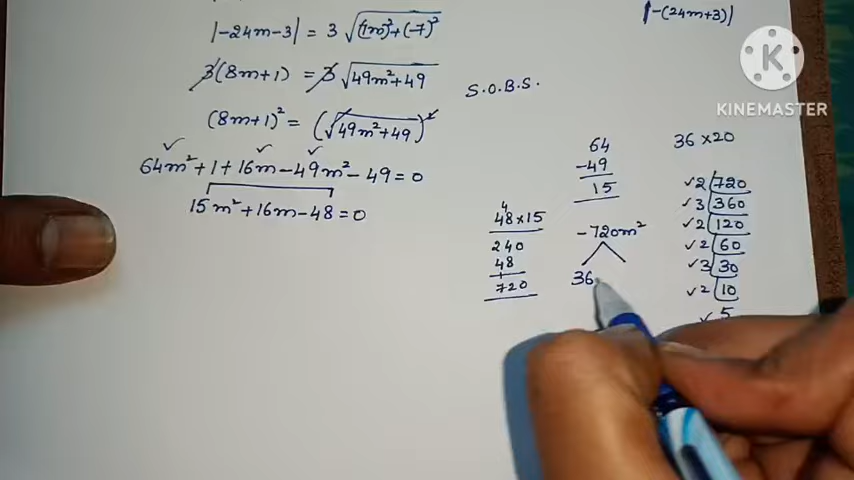 |-24m-3| = 3 √(7m)²+(-7)²
|-(24m+3)|
3(8m+1) = 3 √49m²+49
S.O.B.S.
(8m+1)² = (√49m²+49)²
64m²+1+16m-49m²-49=0
15m²+16m-48=0
64
-49
15
4
48×15
240
48
+
720
-720m²
36
36×20
2 720
3 360
2 120
2 60
3 30
2 10
5
KINEMASTER